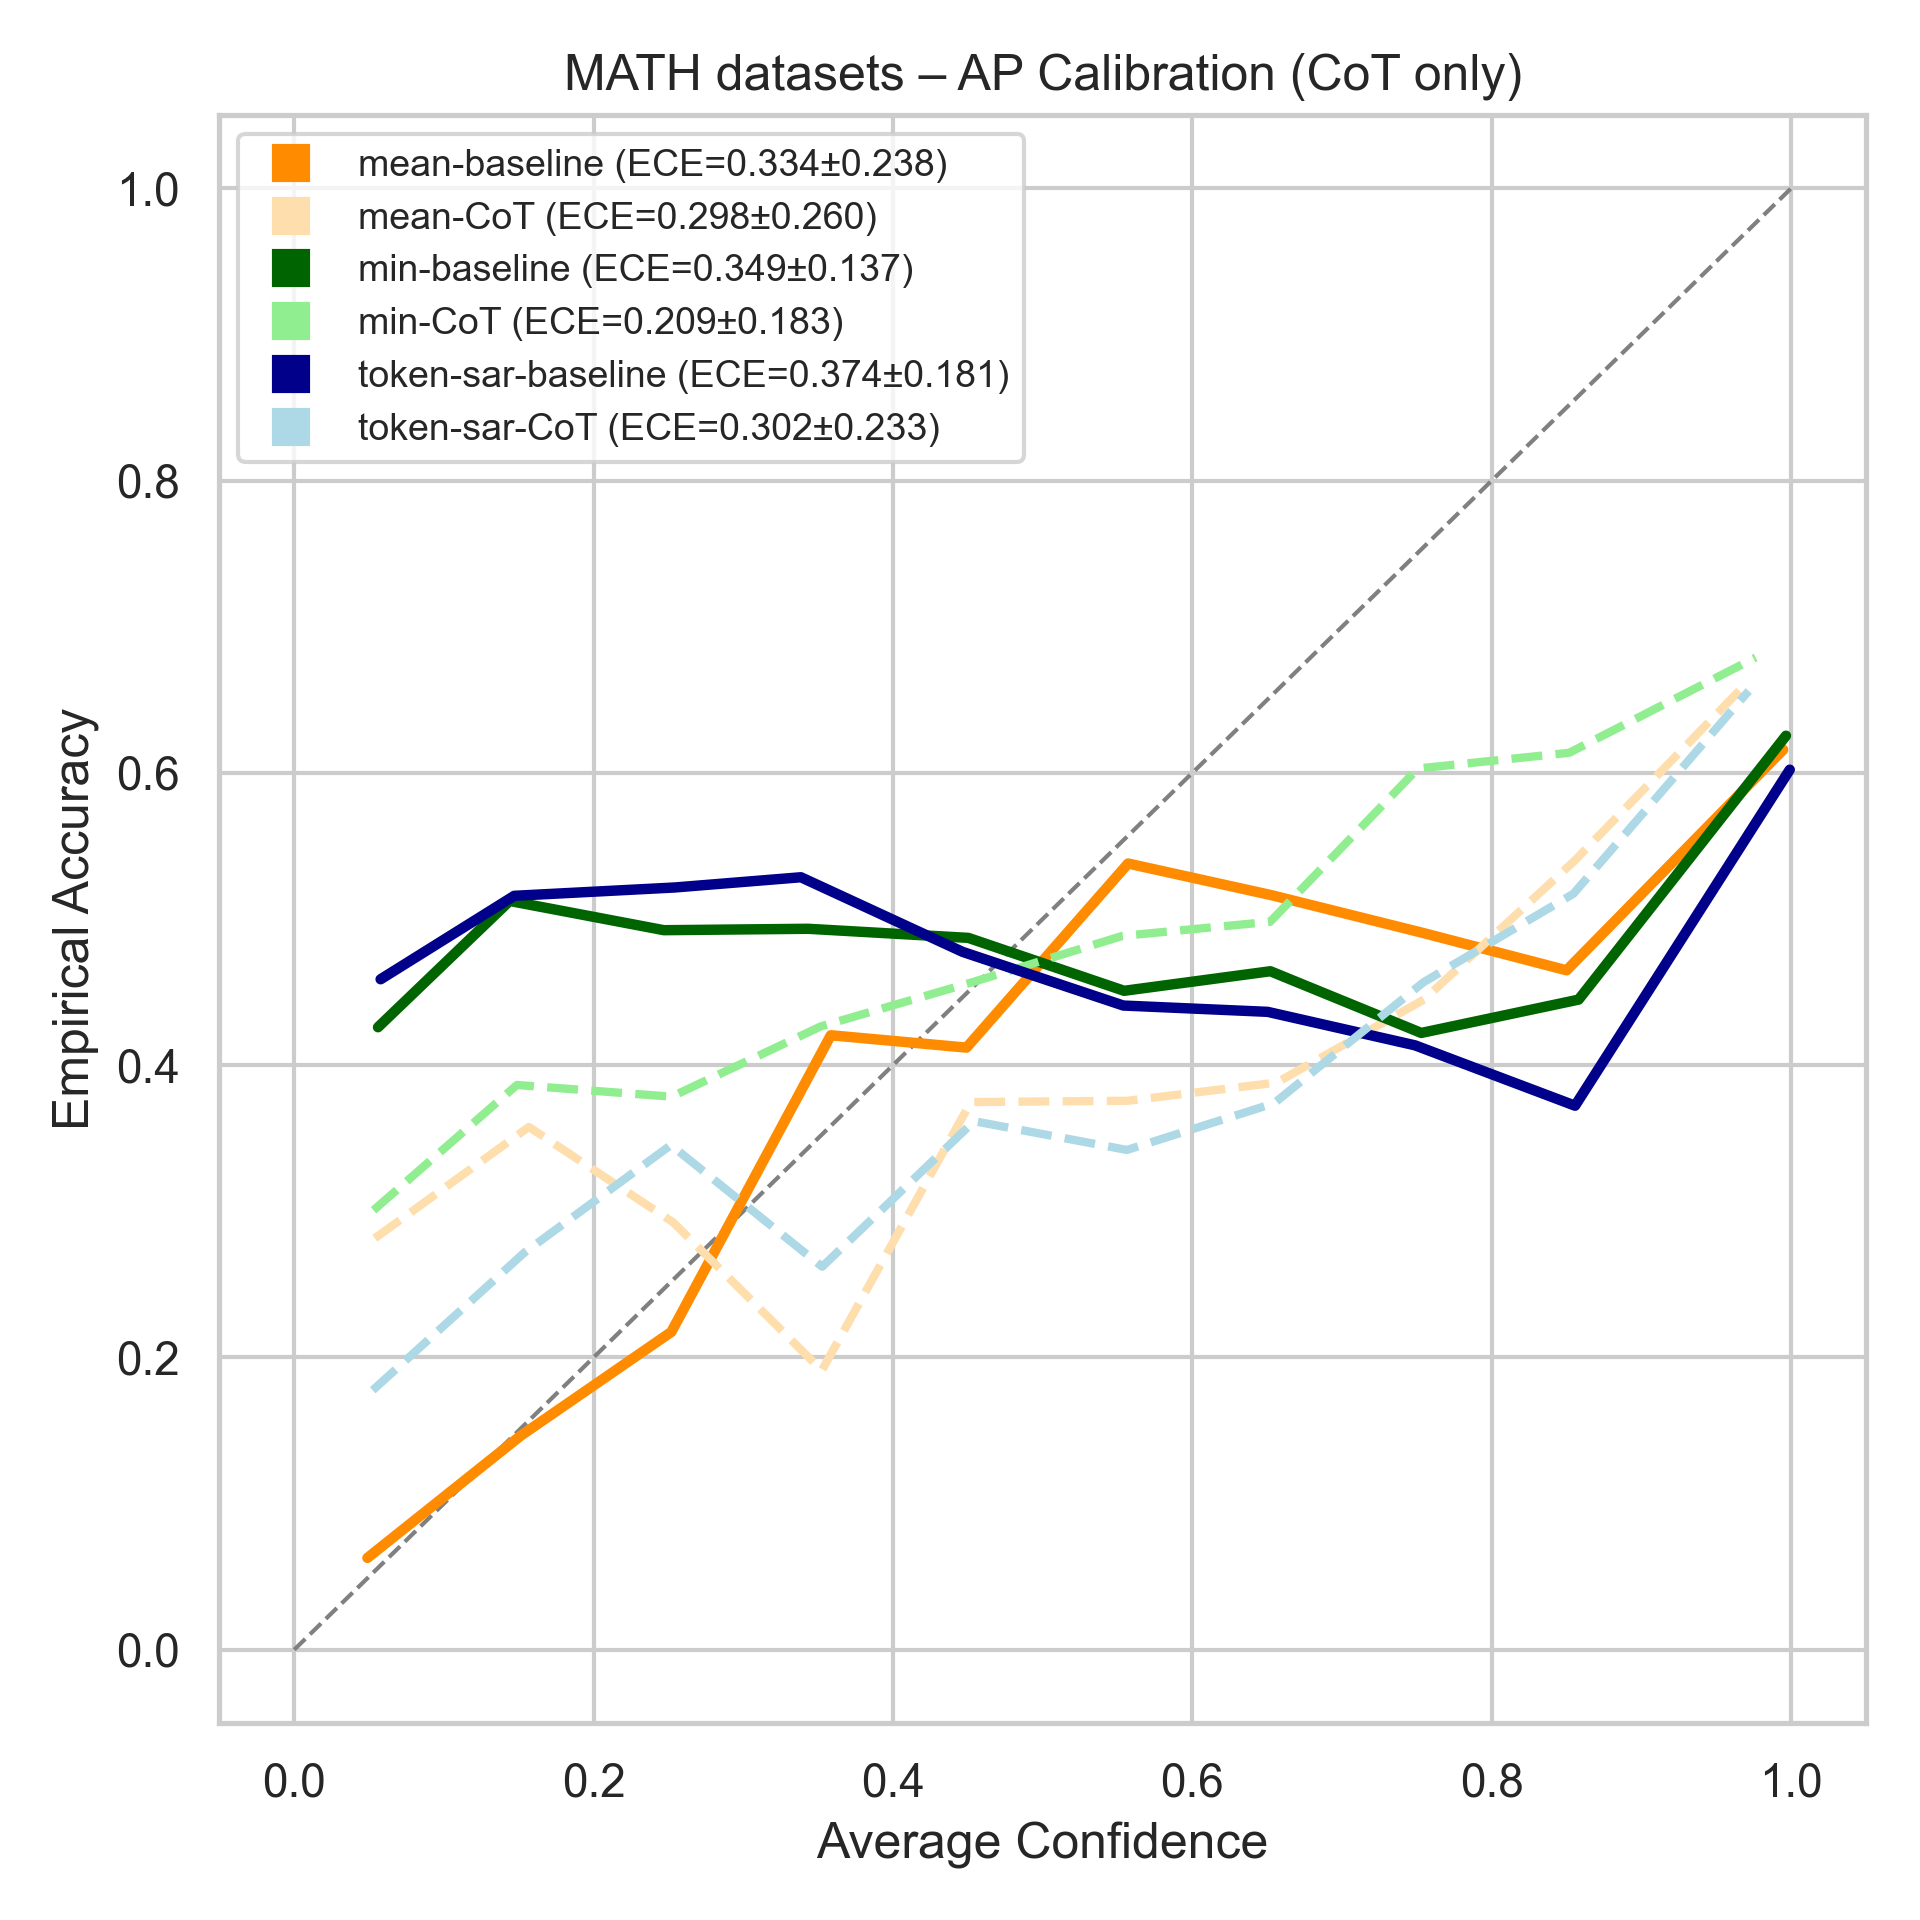 MATH datasets – AP Calibration (CoT only)
mean-baseline (ECE=0.334±0.238)
mean-CoT (ECE=0.298±0.260)
min-baseline (ECE=0.349±0.137)
min-CoT (ECE=0.209±0.183)
token-sar-baseline (ECE=0.374±0.181)
token-sar-CoT (ECE=0.302±0.233)
Empirical Accuracy
1.0
0.8
0.6
0.4
0.2
0.0
0.0 0.2 0.4 0.6 0.8 1.0
Average Confidence